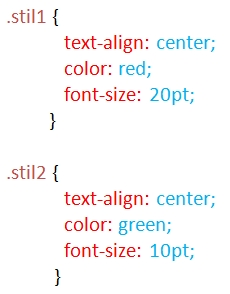 .stil1 {
text-align: center;
color: red;
font-size: 20pt;
}
.stil2 {
text-align: center;
color: green;
font-size: 10pt;
}